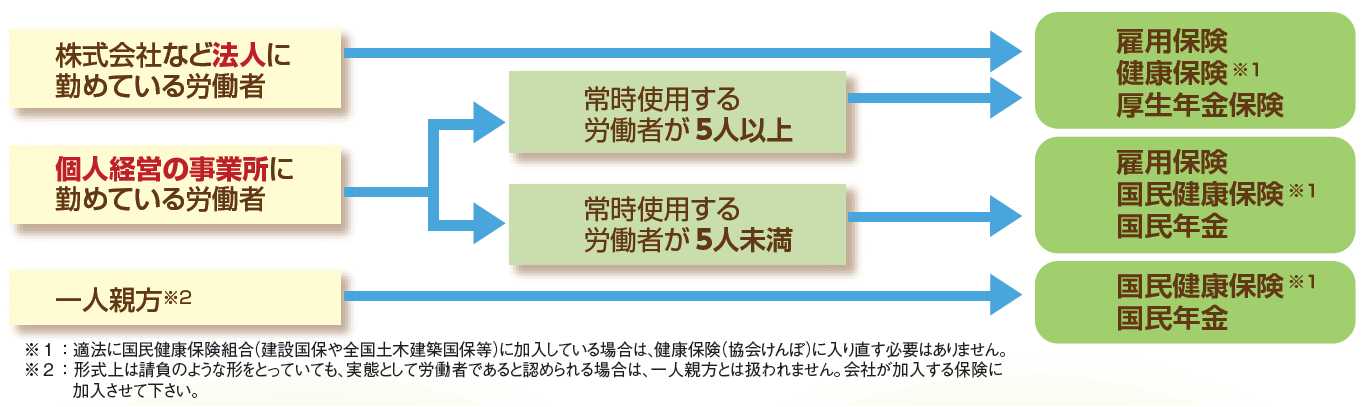 株式会社など法人に
勤めている労働者
雇用保険
健康保険※1
厚生年金保険
常時使用する
労働者が5人以上
個人経営の事業所に
勤めている労働者
常時使用する
労働者が5人未満
雇用保険
国民健康保険※1
国民年金
一人親方※2
国民健康保険※1
国民年金
※1：適法に国民健康保険組合(建設国保や全国土木建築国保等)に加入している場合は、健康保険(協会けんぽ)に入り直す必要はありません。
※2：形式上は請負のような形をとっていても、実態として労働者であると認められる場合は、一人親方とは扱われません。会社が加入する保険に
加入させて下さい。